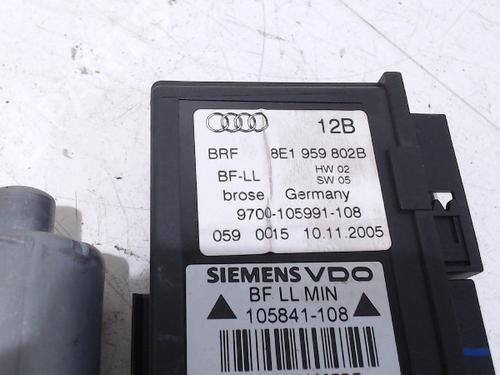 12B
BRF 8E1 959 802B
BF-LL HW 02
SW 05
brose Germany
9700-105991-108
059 0015 10.11.2005
SIEMENS VDO
BF LL MIN
105841-108